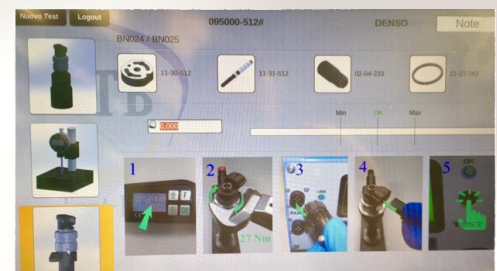 Nuovo Test
Logout
095000-512#
DENSO
Note
BN024 / BN025
11-30-512
11-31-512
02-04-233
Min
OK
Max
0.000
1
2
3
4
5
27 Nm
OK